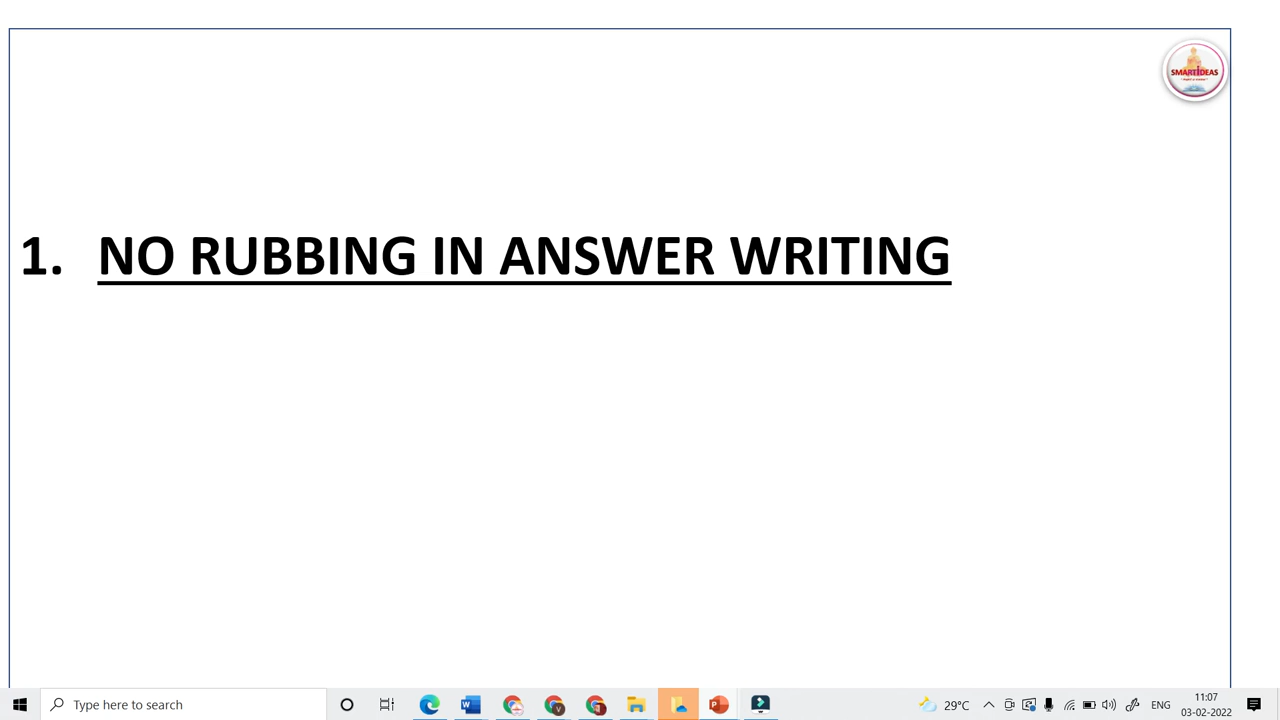 SMARTIDEAS
1. NO RUBBING IN ANSWER WRITING
Type here to search
29°C
ENG
11:07
03-02-2022